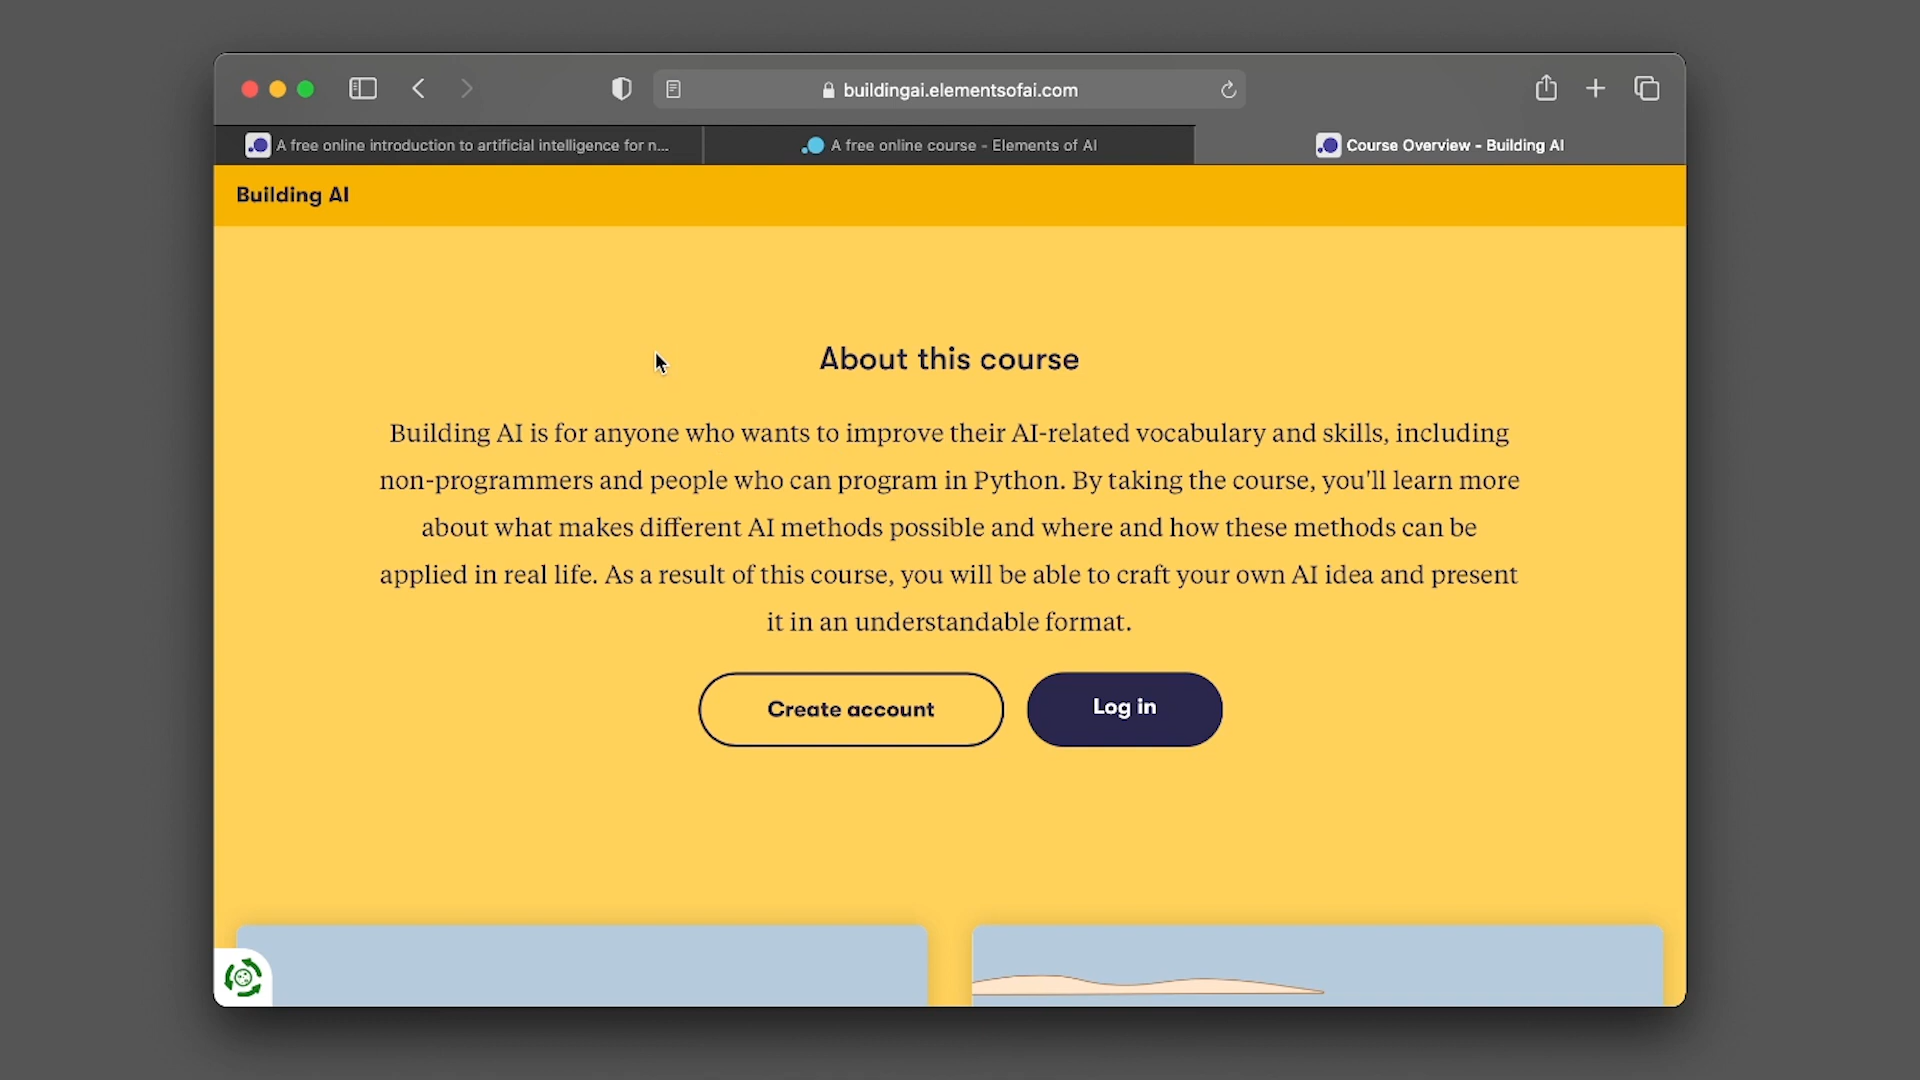 buildingai.elementsofai.com
A free online introduction to artificial intelligence for n...
A free online course - Elements of AI
Course Overview - Building AI
Building AI
About this course
Building AI is for anyone who wants to improve their AI-related vocabulary and skills, including
non-programmers and people who can program in Python. By taking the course, you'll learn more
about what makes different AI methods possible and where and how these methods can be
applied in real life. As a result of this course, you will be able to craft your own AI idea and present
it in an understandable format.
Create account
Log in